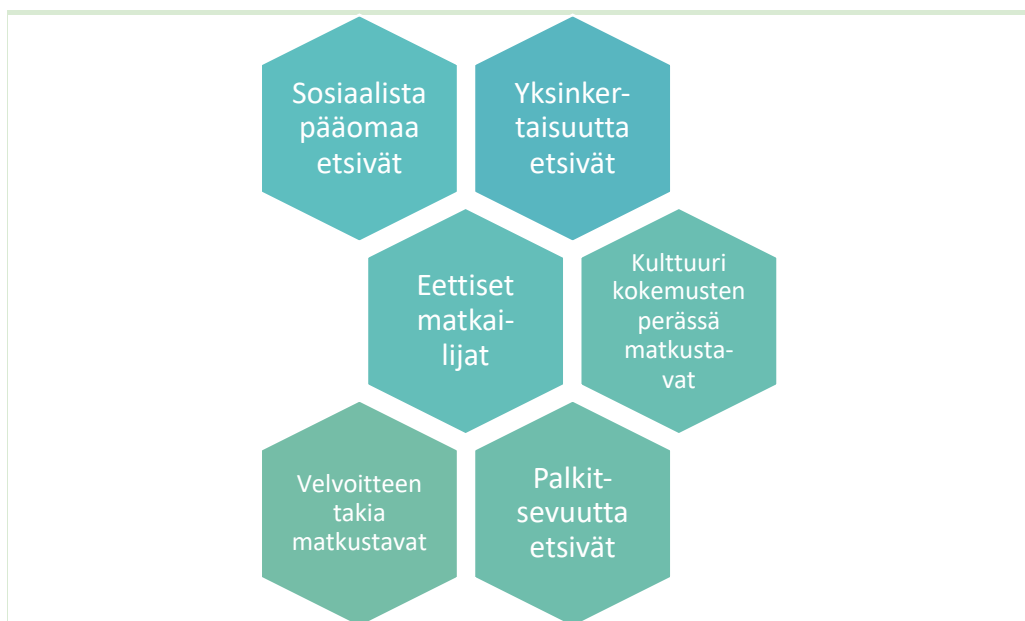 Sosiaalista
pääomaa
etsivät
Yksinker-
taisuutta
etsivät
Eettiset
matkai-
lijat
Kulttuuri
kokemusten
perässä
matkusta-
vat
Velvoitteen
takia
matkustavat
Palkit-
sevuutta
etsivät